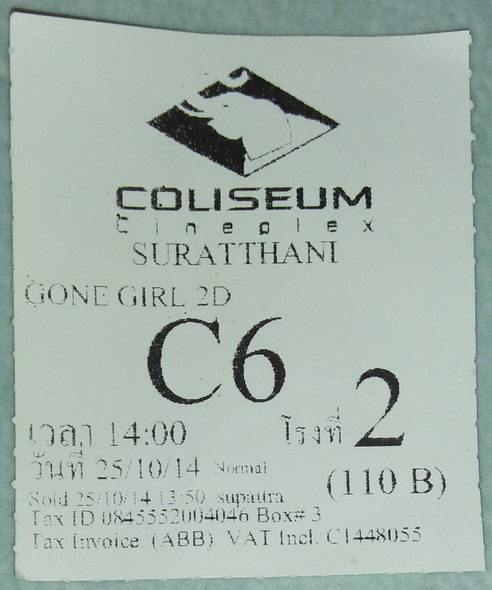 COLISEUM
Cineplex
SURATTHANI
GONE GIRL 2D
C6
เวลา 14:00 โรงที่ 2
วันที่ 25/10/14 Normal (110 B)
Sold 25/10/14 13:50 supattra
Tax ID 0845552004046 Box# 3
Tax Invoice (ABB) VAT Incl. C1448055